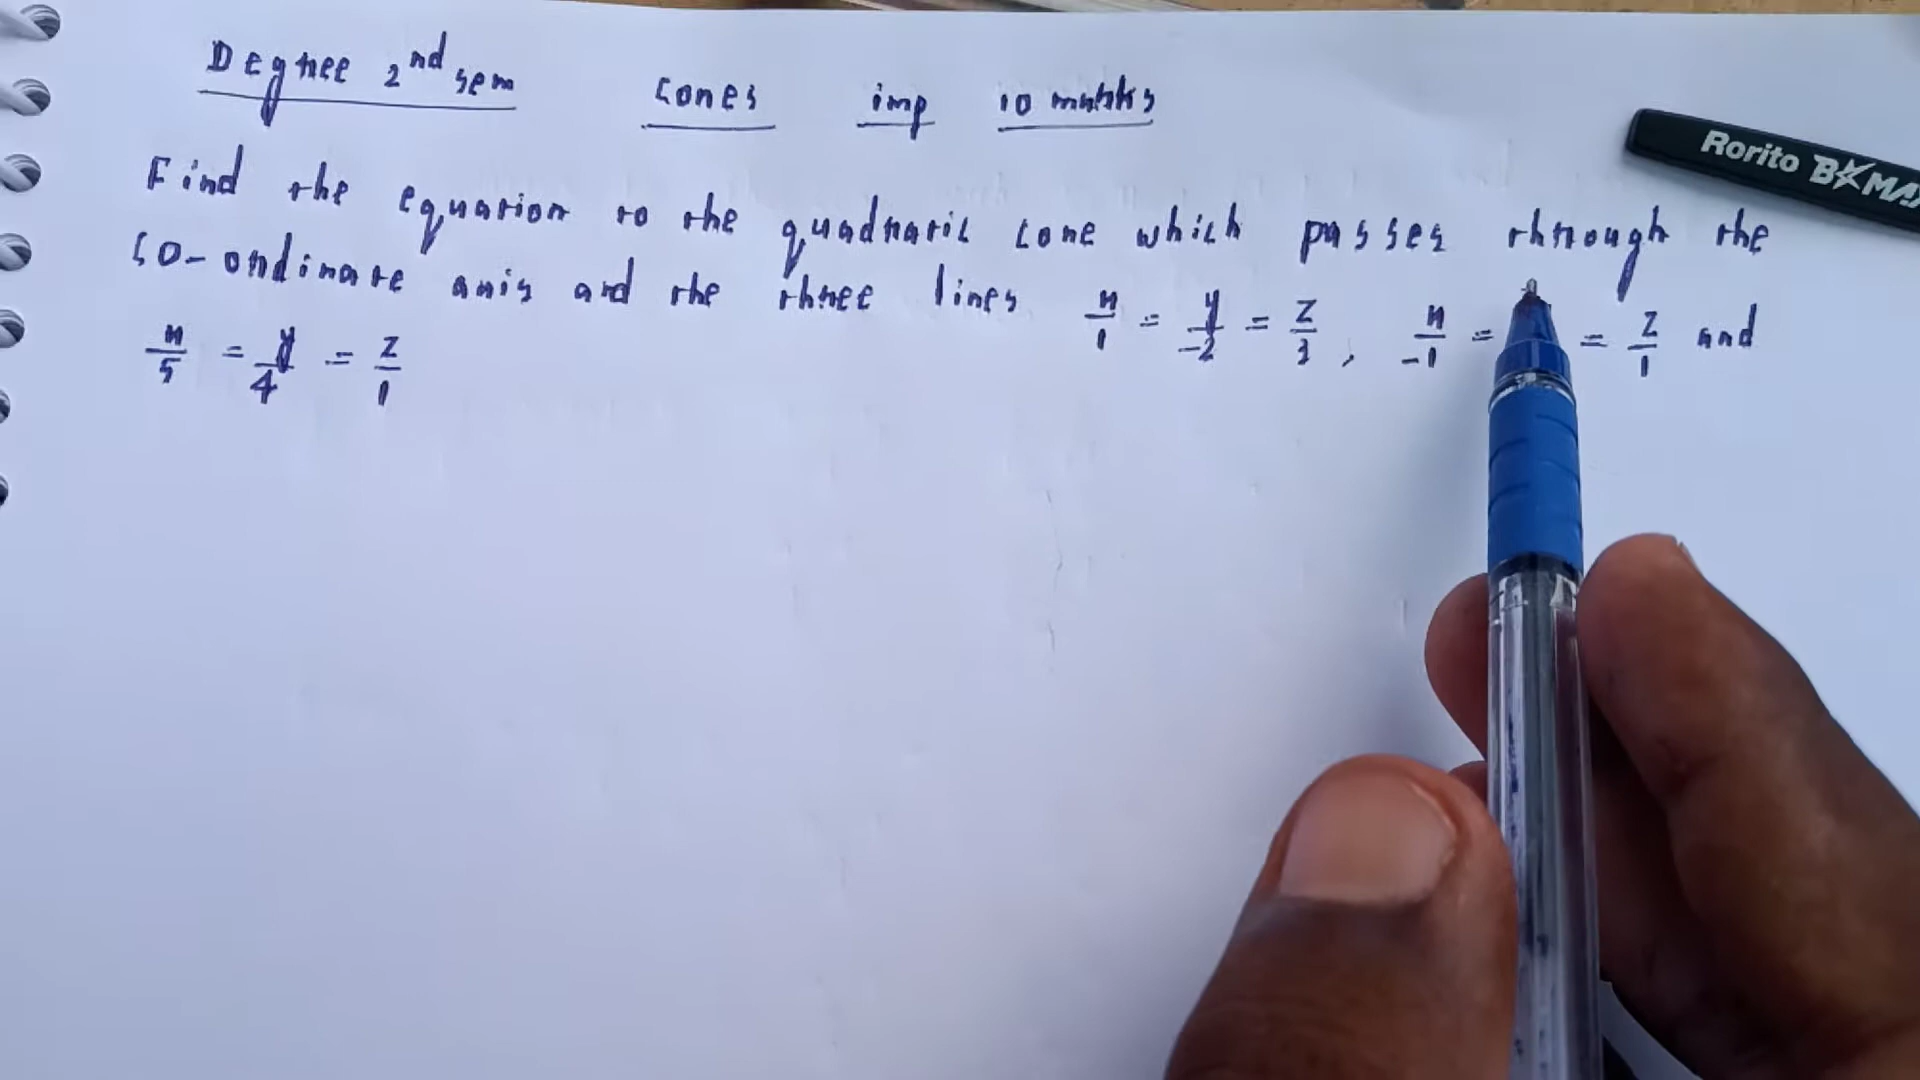 Degree 2nd sem cones imp 10 marks
Rorito
Find the equation to the quadratic cone which passes through the
co-ordinate axis and the three lines x/1 = y/-2 = z/3 , x/-1 = = z/1 and
x/5 = y/4 = z/1